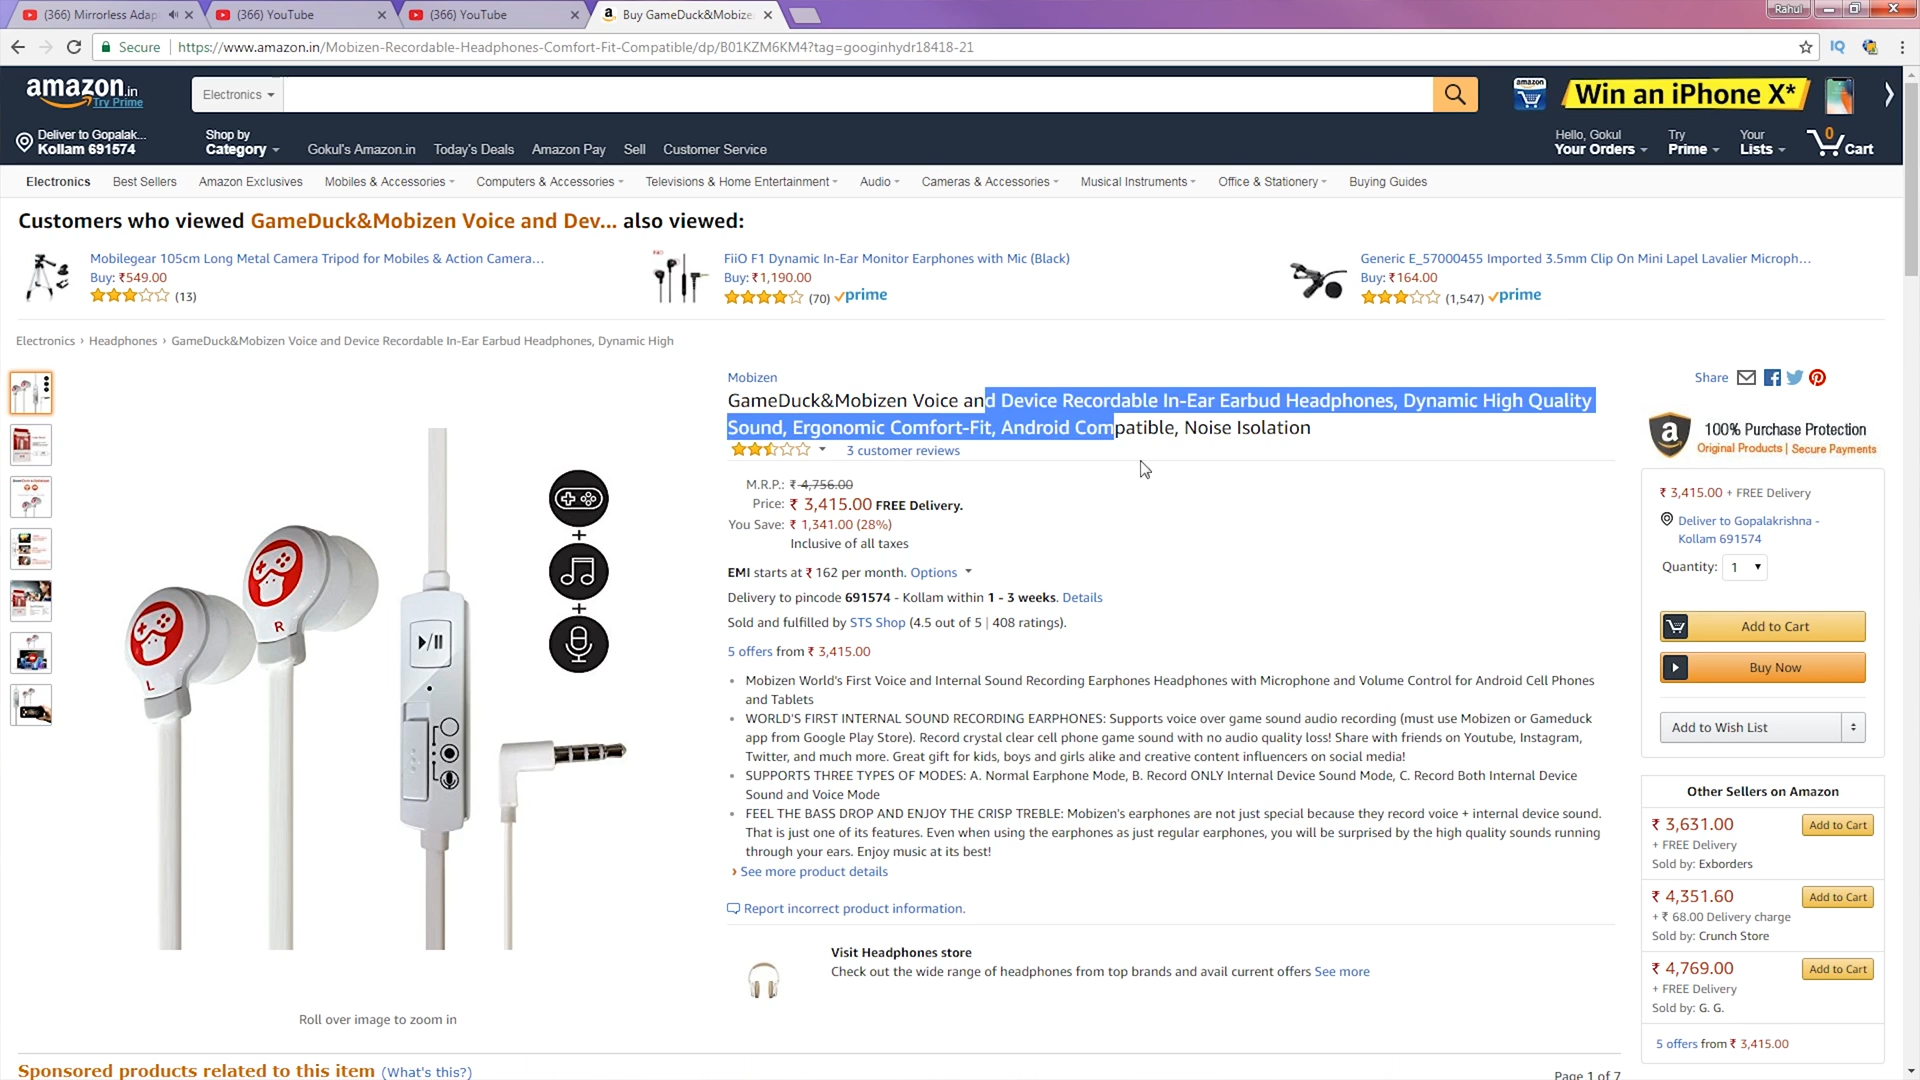 (366) Mirrorless Adap
(366) YouTube
(366) YouTube
Buy GameDuck&Mobize
Rahul
Secure
https://www.amazon.in/Mobizen-Recordable-Headphones-Comfort-Fit-Compatible/dp/B01KZM6KM4?tag=googinhydr18418-21
IQ
amazon.in
Try Prime
Electronics
amazon
Win an iPhone X*
Deliver to Gopalak...
Kollam 691574
Shop by
Category
Gokul's Amazon.in
Today's Deals
Amazon Pay
Sell
Customer Service
Hello, Gokul
Your Orders
Try
Prime
Your
Lists
0
Cart
Electronics
Best Sellers
Amazon Exclusives
Mobiles & Accessories
Computers & Accessories
Televisions & Home Entertainment
Audio
Cameras & Accessories
Musical Instruments
Office & Stationery
Buying Guides
Customers who viewed GameDuck&Mobizen Voice and Dev... also viewed:
Mobilegear 105cm Long Metal Camera Tripod for Mobiles & Action Camera...
Buy: ₹549.00
(13)
FiiO F1 Dynamic In-Ear Monitor Earphones with Mic (Black)
Buy: ₹1,190.00
(70) prime
Generic E_57000455 Imported 3.5mm Clip On Mini Lapel Lavalier Microph...
Buy: ₹164.00
(1,547) prime
Electronics › Headphones › GameDuck&Mobizen Voice and Device Recordable In-Ear Earbud Headphones, Dynamic High
Mobizen
GameDuck&Mobizen Voice and Device Recordable In-Ear Earbud Headphones, Dynamic High Quality
Sound, Ergonomic Comfort-Fit, Android Compatible, Noise Isolation
3 customer reviews
M.R.P.: ₹ 4,756.00
Price: ₹ 3,415.00 FREE Delivery.
You Save: ₹ 1,341.00 (28%)
Inclusive of all taxes
EMI starts at ₹ 162 per month. Options
Delivery to pincode 691574 - Kollam within 1 - 3 weeks. Details
Sold and fulfilled by STS Shop (4.5 out of 5 | 408 ratings).
5 offers from ₹ 3,415.00
Mobizen World's First Voice and Internal Sound Recording Earphones Headphones with Microphone and Volume Control for Android Cell Phones
and Tablets
WORLD'S FIRST INTERNAL SOUND RECORDING EARPHONES: Supports voice over game sound audio recording (must use Mobizen or Gameduck
app from Google Play Store). Record crystal clear cell phone game sound with no audio quality loss! Share with friends on Youtube, Instagram,
Twitter, and much more. Great gift for kids, boys and girls alike and creative content influencers on social media!
SUPPORTS THREE TYPES OF MODES: A. Normal Earphone Mode, B. Record ONLY Internal Device Sound Mode, C. Record Both Internal Device
Sound and Voice Mode
FEEL THE BASS DROP AND ENJOY THE CRISP TREBLE: Mobizen's earphones are not just special because they record voice + internal device sound.
That is just one of its features. Even when using the earphones as just regular earphones, you will be surprised by the high quality sounds running
through your ears. Enjoy music at its best!
› See more product details
Report incorrect product information.
Visit Headphones store
Check out the wide range of headphones from top brands and avail current offers See more
L
R
+
+
Roll over image to zoom in
Share
a
100% Purchase Protection
Original Products | Secure Payments
₹ 3,415.00 + FREE Delivery
Deliver to Gopalakrishna -
Kollam 691574
Quantity: 1
Add to Cart
Buy Now
Add to Wish List
Other Sellers on Amazon
₹ 3,631.00
Add to Cart
+ FREE Delivery
Sold by: Exborders
₹ 4,351.60
Add to Cart
+ ₹ 68.00 Delivery charge
Sold by: Crunch Store
₹ 4,769.00
Add to Cart
+ FREE Delivery
Sold by: G. G.
5 offers from ₹ 3,415.00
Sponsored products related to this item (What's this?)
Page 1 of 7